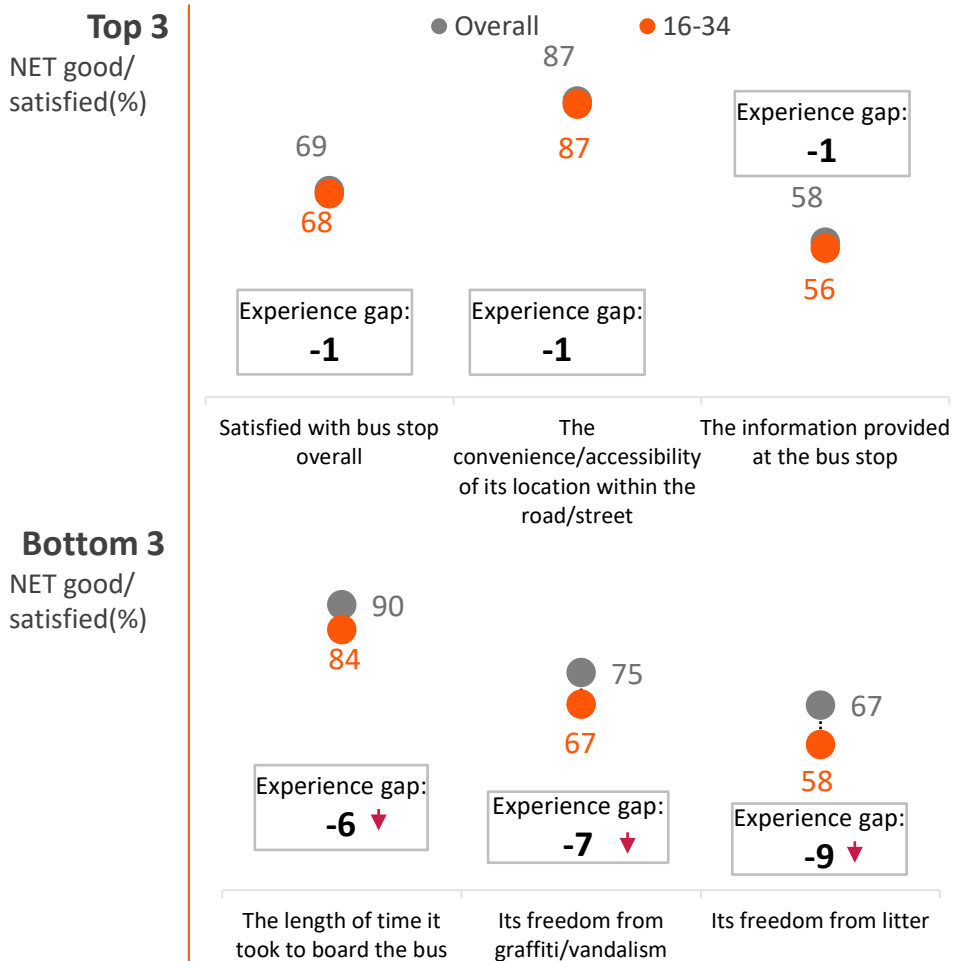 Top 3
NET good/
satisfied(%)
Overall
16-34
69
68
Experience gap:
-1
87
87
Experience gap:
-1
Experience gap:
-1
58
56
Satisfied with bus stop
overall
The
convenience/accessibility
of its location within the
road/street
The information provided
at the bus stop
Bottom 3
NET good/
satisfied(%)
90
84
Experience gap:
-6
75
67
Experience gap:
-7
67
58
Experience gap:
-9
The length of time it
took to board the bus
Its freedom from
graffiti/vandalism
Its freedom from litter